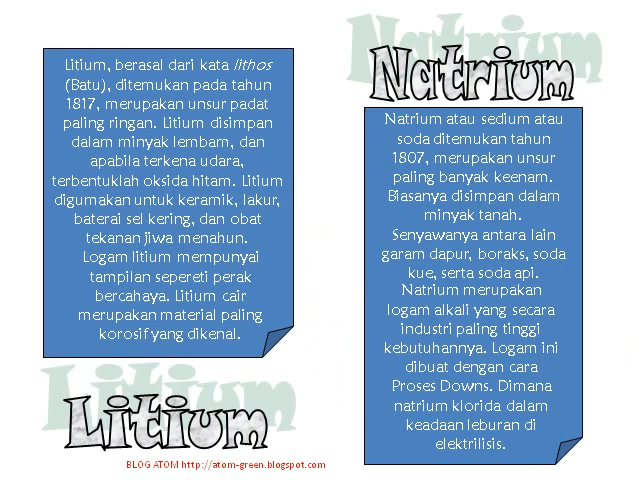 Litium, berasal dari kata lithos
(Batu), ditemukan pada tahun
1817, merupakan unsur padat
paling ringan. Litium disimpan
dalam minyak lembam, dan
apabila terkena udara,
terbentuklah oksida hitam. Litium
digumakan untuk keramik, lakur,
baterai sel kering, dan obat
tekanan jiwa menahun.
Logam litium mempunyai
tampilan sepereti perak
bercahaya. Litium cair
merupakan material paling
korosif yang dikenal.
Litium
Natrium
Natrium atau sedium atau
soda ditemukan tahun
1807, merupakan unsur
paling banyak keenam.
Biasanya disimpan dalam
minyak tanah.
Senyawanya antara lain
garam dapur, boraks, soda
kue, serta soda api.
Natrium merupakan
logam alkali yang secara
industri paling tinggi
kebutuhannya. Logam ini
dibuat dengan cara
Proses Downs. Dimana
natrium klorida dalam
keadaan leburan di
elektrilisis.
BLOG ATOM http://atom-green.blogspot.com